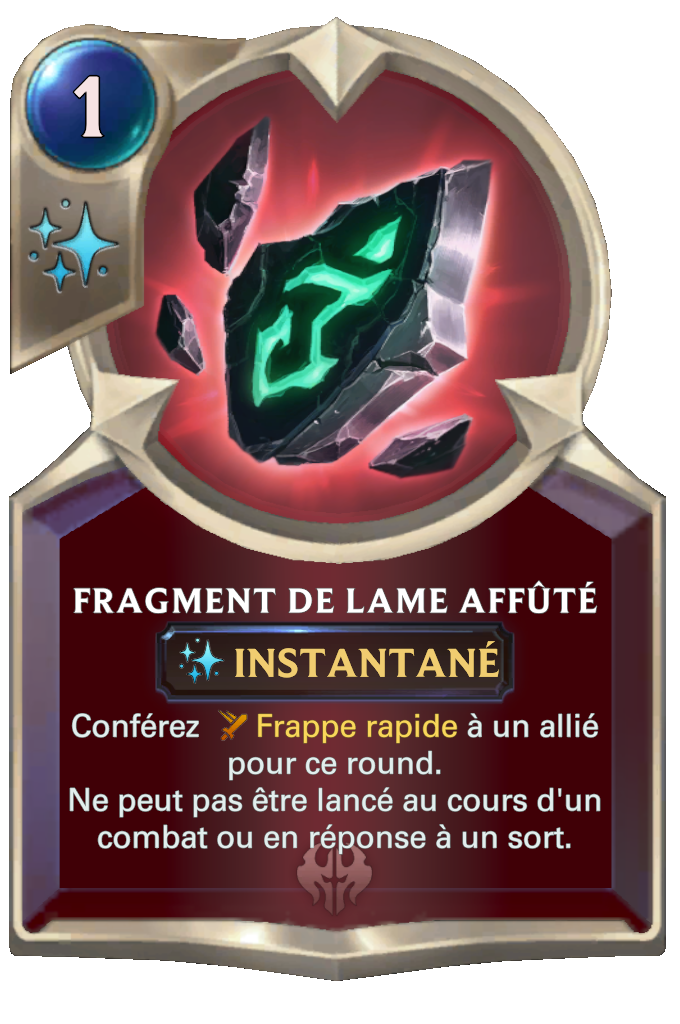 1
FRAGMENT DE LAME AFFÛTÉ
INSTANTANÉ
Conférez Frappe rapide à un allié
pour ce round.
Ne peut pas être lancé au cours d'un
combat ou en réponse à un sort.